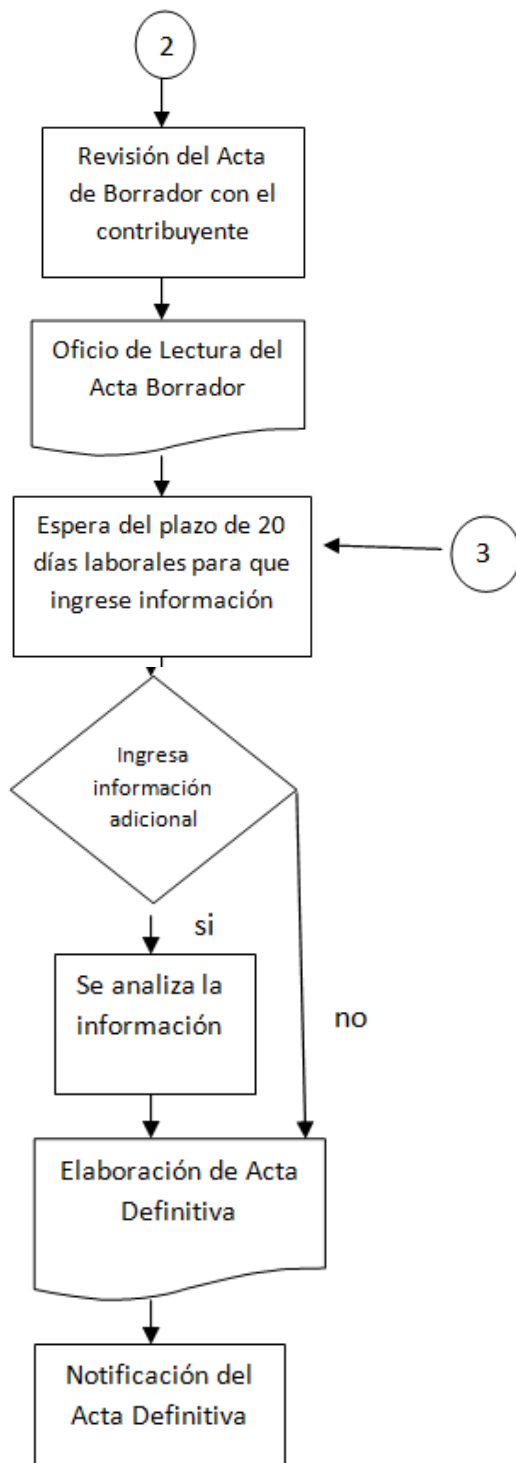 2
Revisión del Acta
de Borrador con el
contribuyente
Oficio de Lectura del
Acta Borrador
Espera del plazo de 20
días laborales para que
ingrese información
3
Ingresa
información
adicional
si
Se analiza la
información
no
Elaboración de Acta
Definitiva
Notificación del
Acta Definitiva